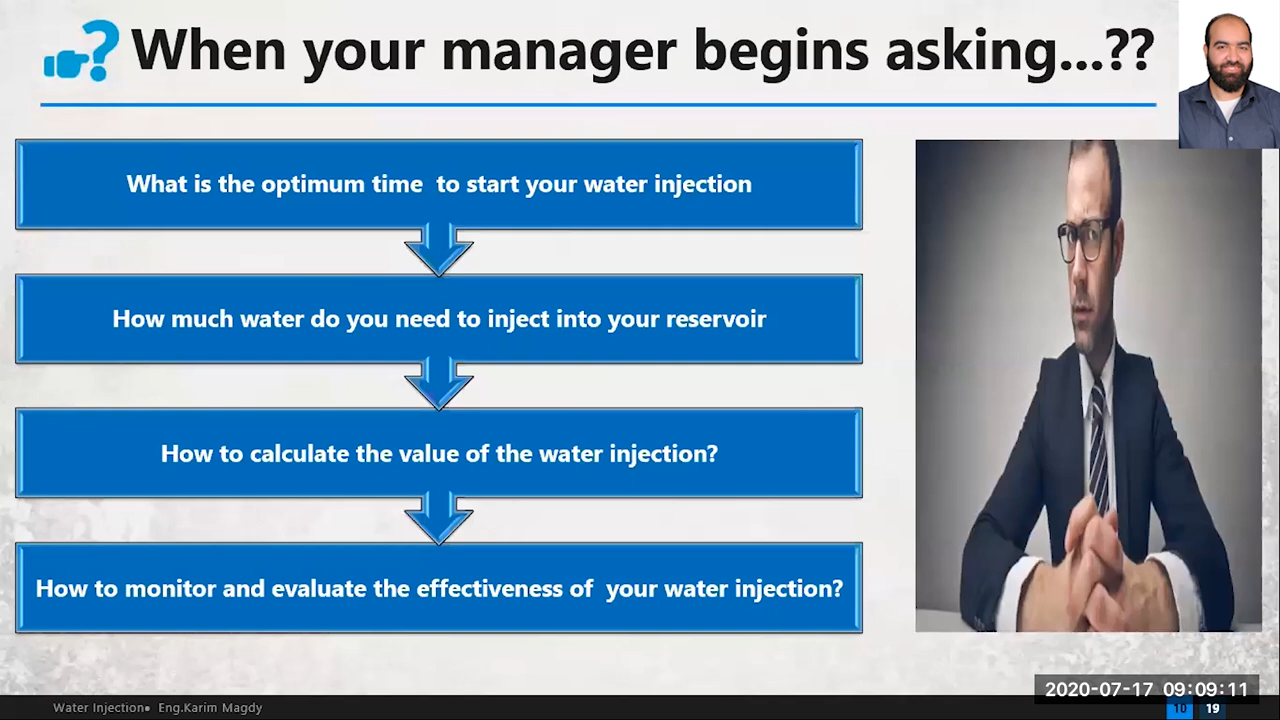 When your manager begins asking...??
What is the optimum time to start your water injection
How much water do you need to inject into your reservoir
How to calculate the value of the water injection?
How to monitor and evaluate the effectiveness of your water injection?
2020-07-17 09:09:11
Water Injection● Eng.Karim Magdy
10 19